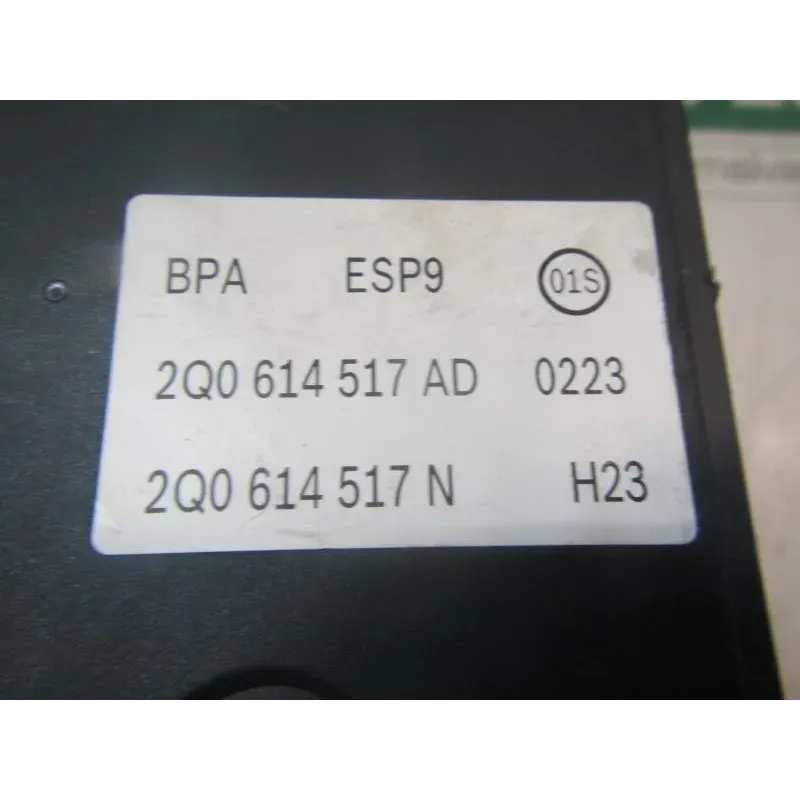 BPA ESP9 01S
2Q0 614 517 AD 0223
2Q0 614 517 N H23